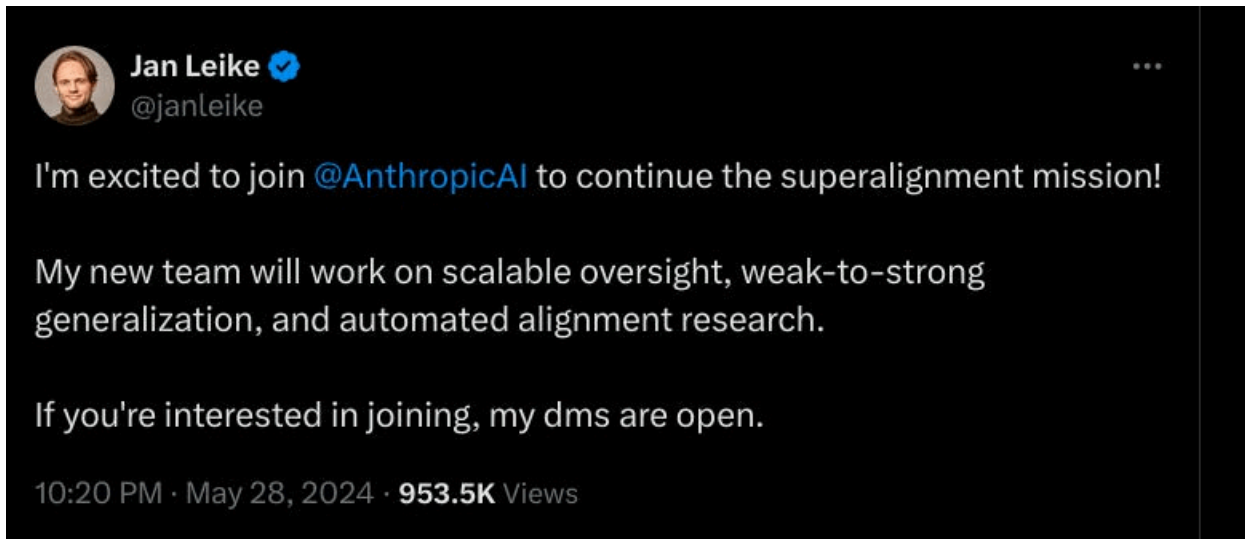 Jan Leike
@janleike
I'm excited to join @AnthropicAI to continue the superalignment mission!
My new team will work on scalable oversight, weak-to-strong
generalization, and automated alignment research.
If you're interested in joining, my dms are open.
10:20 PM · May 28, 2024 · 953.5K Views